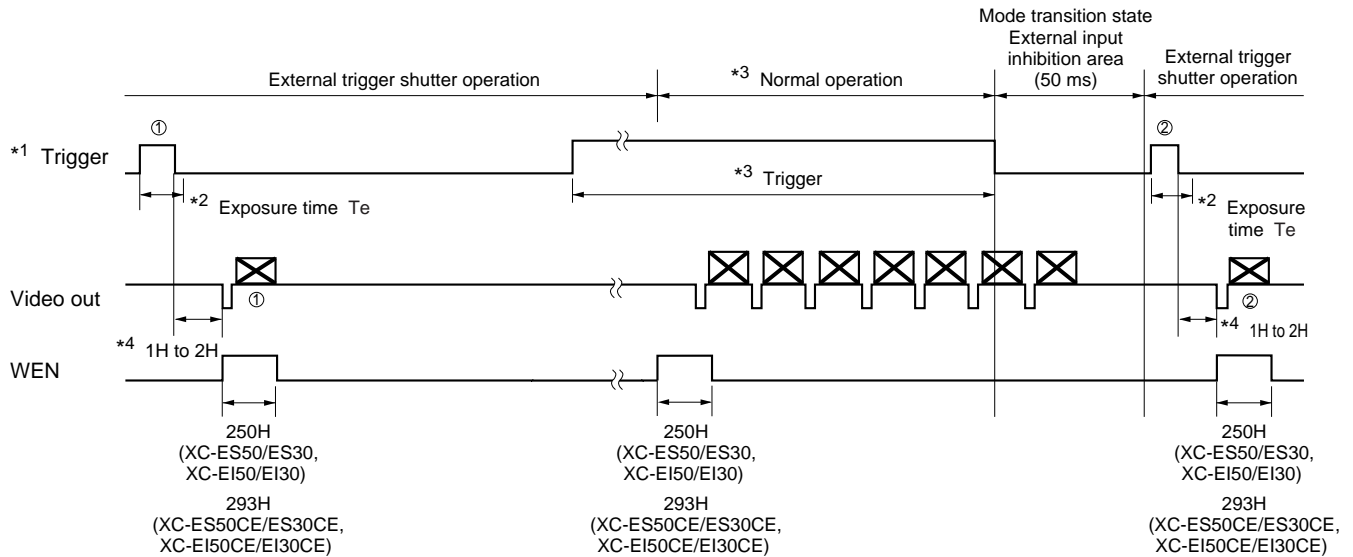 Mode transition state
External input
inhibition area
(50 ms)
External trigger shutter operation
*3 Normal operation
External trigger
shutter operation
①
②
*1 Trigger
*3 Trigger
*2 Exposure time Te
*2 Exposure
time Te
Video out
①
②
*4 1H to 2H
*4 1H to 2H
WEN
250H
(XC-ES50/ES30,
XC-EI50/EI30)
293H
(XC-ES50CE/ES30CE,
XC-EI50CE/EI30CE)
250H
(XC-ES50/ES30,
XC-EI50/EI30)
293H
(XC-ES50CE/ES30CE,
XC-EI50CE/EI30CE)
250H
(XC-ES50/ES30,
XC-EI50/EI30)
293H
(XC-ES50CE/ES30CE,
XC-EI50CE/EI30CE)